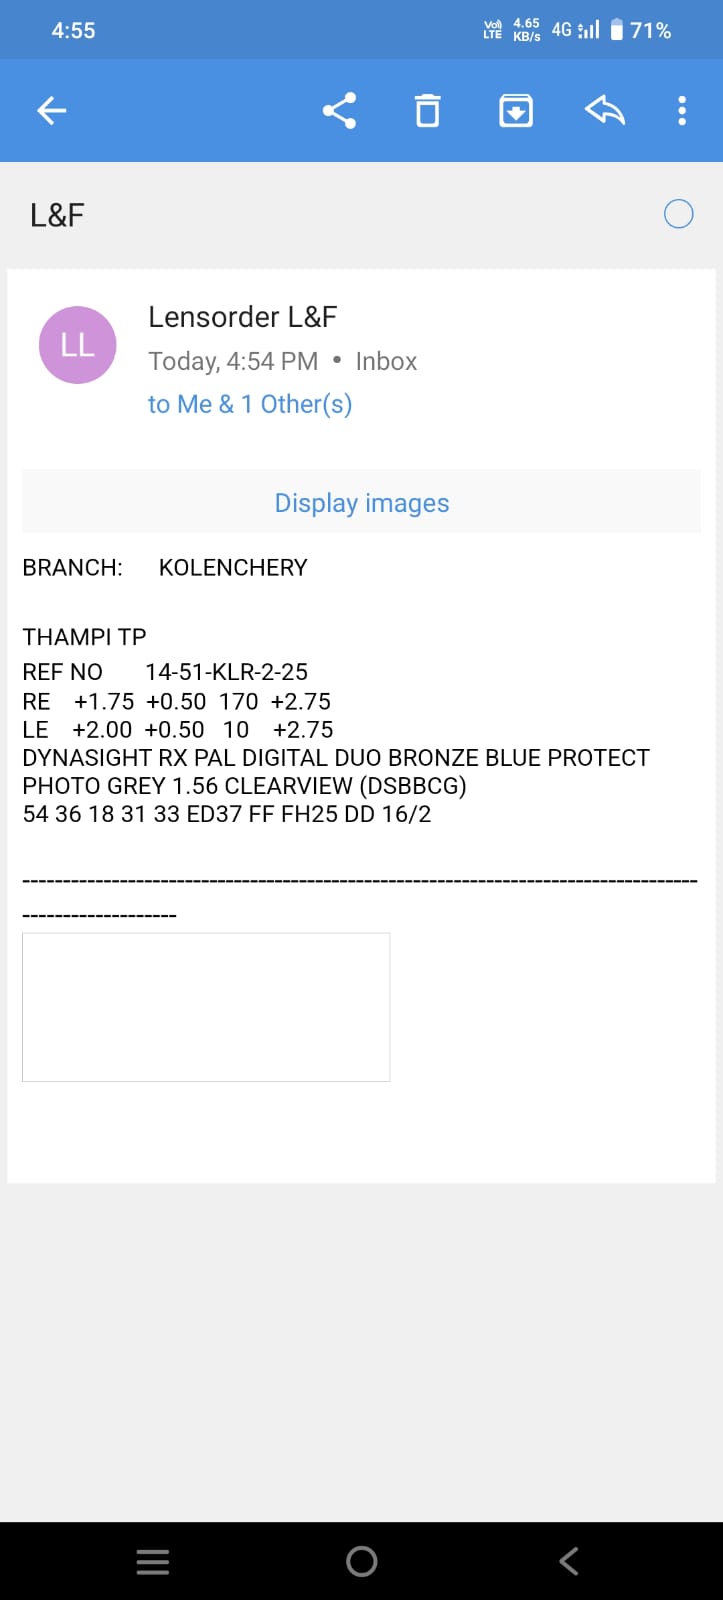 4:55
Vo)) LTE 4.65 KB/s 4G 71%
L&F
LL
Lensorder L&F
Today, 4:54 PM • Inbox
to Me & 1 Other(s)
Display images
BRANCH: KOLENCHERY
THAMPI TP
REF NO 14-51-KLR-2-25
RE +1.75 +0.50 170 +2.75
LE +2.00 +0.50 10 +2.75
DYNASIGHT RX PAL DIGITAL DUO BRONZE BLUE PROTECT
PHOTO GREY 1.56 CLEARVIEW (DSBBCG)
54 36 18 31 33 ED37 FF FH25 DD 16/2
-----------------------------------------------------------------------------------
-------------------